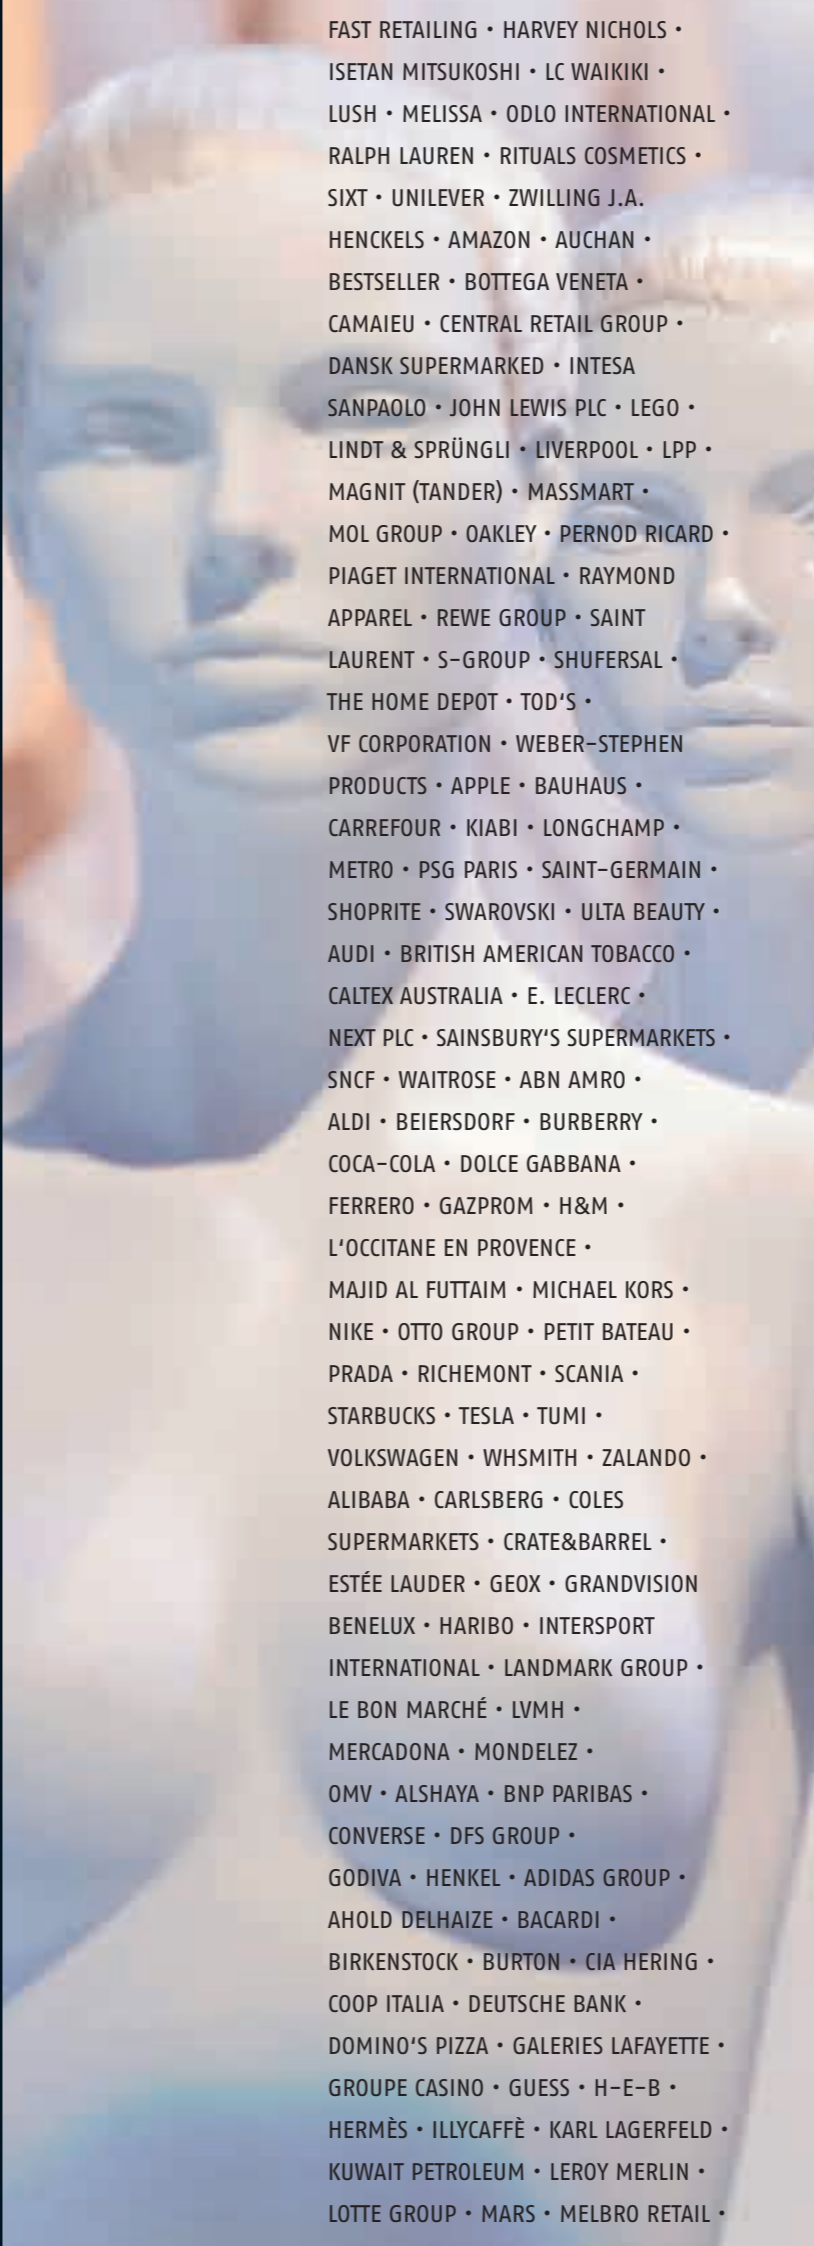 FAST RETAILING • HARVEY NICHOLS •
ISETAN MITSUKOSHI • LC WAIKIKI •
LUSH • MELISSA • ODLO INTERNATIONAL •
RALPH LAUREN • RITUALS COSMETICS •
SIXT • UNILEVER • ZWILLING J.A.
HENCKELS • AMAZON • AUCHAN •
BESTSELLER • BOTTEGA VENETA •
CAMAIEU • CENTRAL RETAIL GROUP •
DANSK SUPERMARKED • INTESA
SANPAOLO • JOHN LEWIS PLC • LEGO •
LINDT & SPRÜNGLI • LIVERPOOL • LPP •
MAGNIT (TANDER) • MASSMART •
MOL GROUP • OAKLEY • PERNOD RICARD •
PIAGET INTERNATIONAL • RAYMOND
APPAREL • REWE GROUP • SAINT
LAURENT • S-GROUP • SHUFERSAL •
THE HOME DEPOT • TOD‘S •
VF CORPORATION • WEBER-STEPHEN
PRODUCTS • APPLE • BAUHAUS •
CARREFOUR • KIABI • LONGCHAMP •
METRO • PSG PARIS • SAINT-GERMAIN •
SHOPRITE • SWAROVSKI • ULTA BEAUTY •
AUDI • BRITISH AMERICAN TOBACCO •
CALTEX AUSTRALIA • E. LECLERC •
NEXT PLC • SAINSBURY‘S SUPERMARKETS •
SNCF • WAITROSE • ABN AMRO •
ALDI • BEIERSDORF • BURBERRY •
COCA-COLA • DOLCE GABBANA •
FERRERO • GAZPROM • H&M •
L‘OCCITANE EN PROVENCE •
MAJID AL FUTTAIM • MICHAEL KORS •
NIKE • OTTO GROUP • PETIT BATEAU •
PRADA • RICHEMONT • SCANIA •
STARBUCKS • TESLA • TUMI •
VOLKSWAGEN • WHSMITH • ZALANDO •
ALIBABA • CARLSBERG • COLES
SUPERMARKETS • CRATE&BARREL •
ESTÉE LAUDER • GEOX • GRANDVISION
BENELUX • HARIBO • INTERSPORT
INTERNATIONAL • LANDMARK GROUP •
LE BON MARCHÉ • LVMH •
MERCADONA • MONDELEZ •
OMV • ALSHAYA • BNP PARIBAS •
CONVERSE • DFS GROUP •
GODIVA • HENKEL • ADIDAS GROUP •
AHOLD DELHAIZE • BACARDI •
BIRKENSTOCK • BURTON • CIA HERING •
COOP ITALIA • DEUTSCHE BANK •
DOMINO‘S PIZZA • GALERIES LAFAYETTE •
GROUPE CASINO • GUESS • H-E-B •
HERMÈS • ILLYCAFFÈ • KARL LAGERFELD •
KUWAIT PETROLEUM • LEROY MERLIN •
LOTTE GROUP • MARS • MELBRO RETAIL •